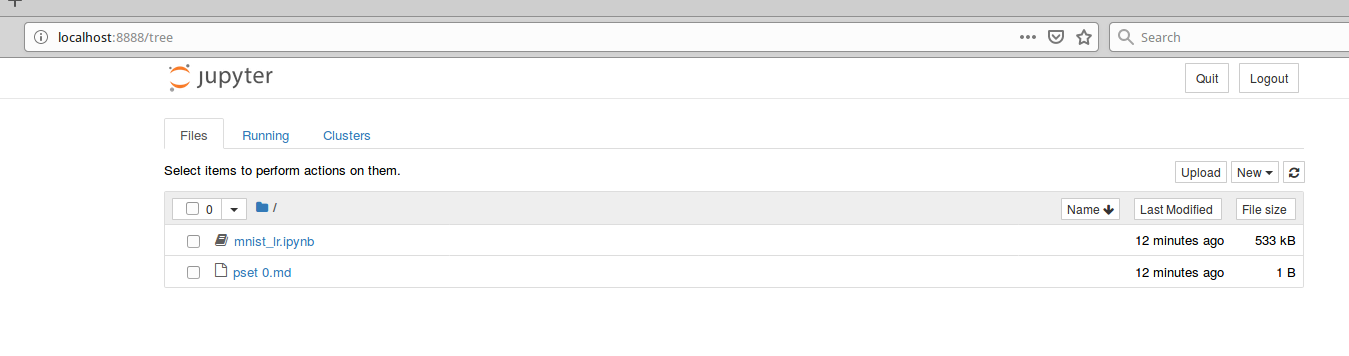 localhost:8888/tree
Search
jupyter
Quit Logout
Files Running Clusters
Select items to perform actions on them.
Upload New
0 / Name Last Modified File size
mnist_lr.ipynb 12 minutes ago 533 kB
pset 0.md 12 minutes ago 1 B